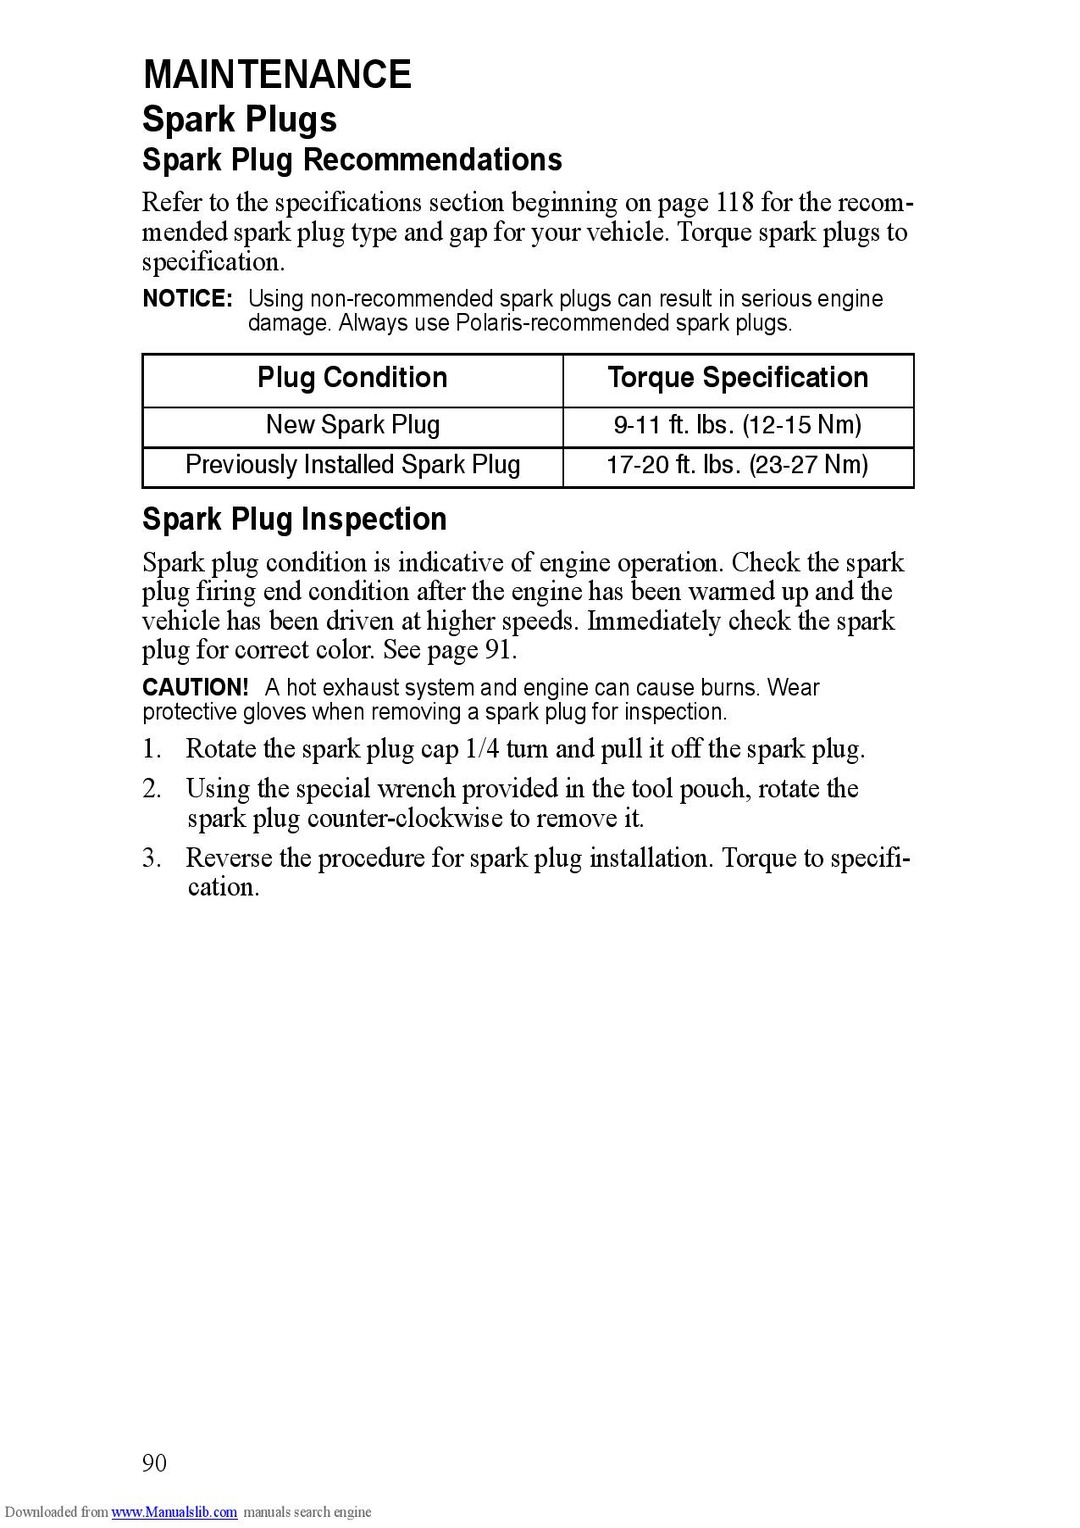 MAINTENANCE
Spark Plugs
Spark Plug Recommendations
Refer to the specifications section beginning on page 118 for the recom-
mended spark plug type and gap for your vehicle. Torque spark plugs to
specification.
NOTICE: Using non-recommended spark plugs can result in serious engine
damage. Always use Polaris-recommended spark plugs.
Plug Condition Torque Specification
New Spark Plug 9-11 ft. lbs. (12-15 Nm)
Previously Installed Spark Plug 17-20 ft. lbs. (23-27 Nm)
Spark Plug Inspection
Spark plug condition is indicative of engine operation. Check the spark
plug firing end condition after the engine has been warmed up and the
vehicle has been driven at higher speeds. Immediately check the spark
plug for correct color. See page 91.
CAUTION! A hot exhaust system and engine can cause burns. Wear
protective gloves when removing a spark plug for inspection.
1. Rotate the spark plug cap 1/4 turn and pull it off the spark plug.
2. Using the special wrench provided in the tool pouch, rotate the
spark plug counter-clockwise to remove it.
3. Reverse the procedure for spark plug installation. Torque to specifi-
cation.
90
Downloaded from www.Manualslib.com manuals search engine